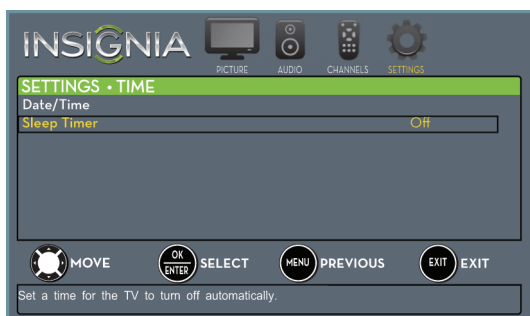 INSIGNIA
PICTURE AUDIO CHANNELS SETTINGS
SETTINGS • TIME
Date/Time
Sleep Timer Off
MOVE OK ENTER SELECT MENU PREVIOUS EXIT EXIT
Set a time for the TV to turn off automatically.